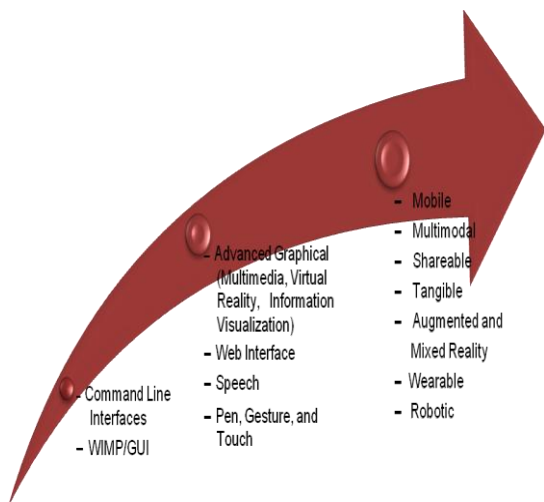 - Command Line
Interfaces
- WIMP/GUI
- Advanced Graphical
(Multimedia, Virtual
Reality, Information
Visualization)
- Web Interface
- Speech
- Pen, Gesture, and
Touch
- Mobile
- Multimodal
- Shareable
- Tangible
- Augmented and
Mixed Reality
- Wearable
- Robotic